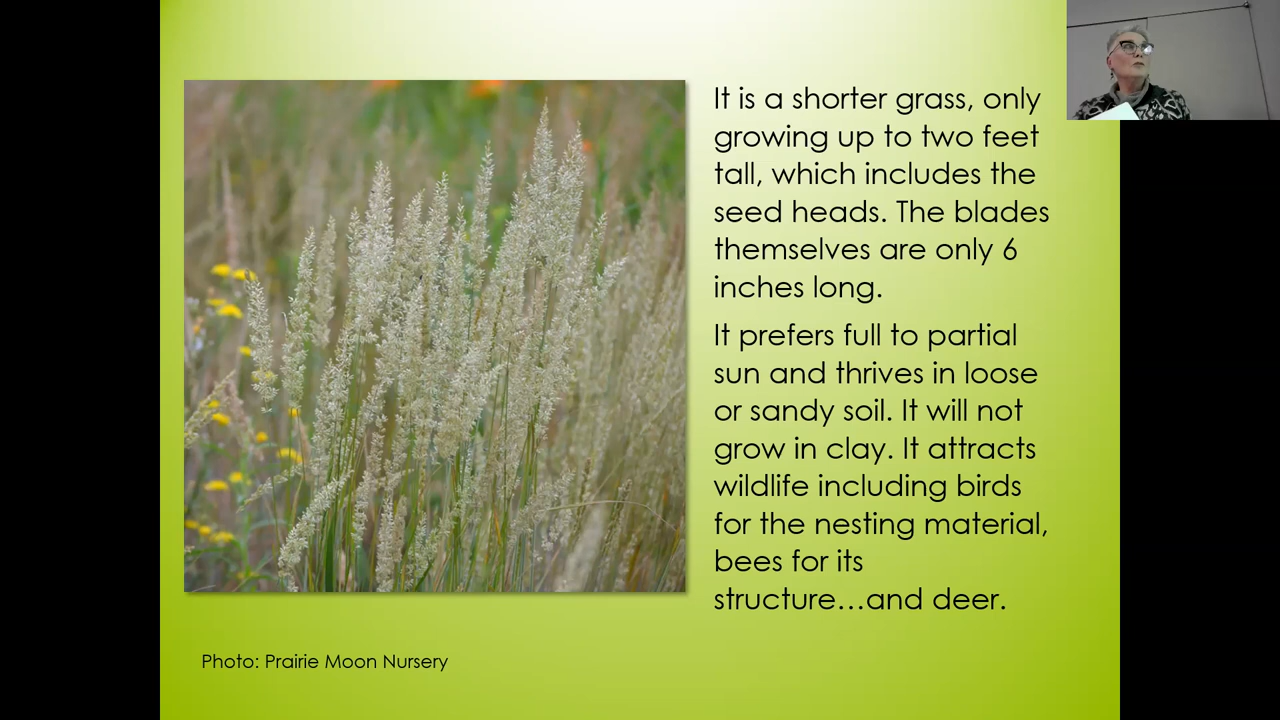 It is a shorter grass, only
growing up to two feet
tall, which includes the
seed heads. The blades
themselves are only 6
inches long.
It prefers full to partial
sun and thrives in loose
or sandy soil. It will not
grow in clay. It attracts
wildlife including birds
for the nesting material,
bees for its
structure…and deer.
Photo: Prairie Moon Nursery